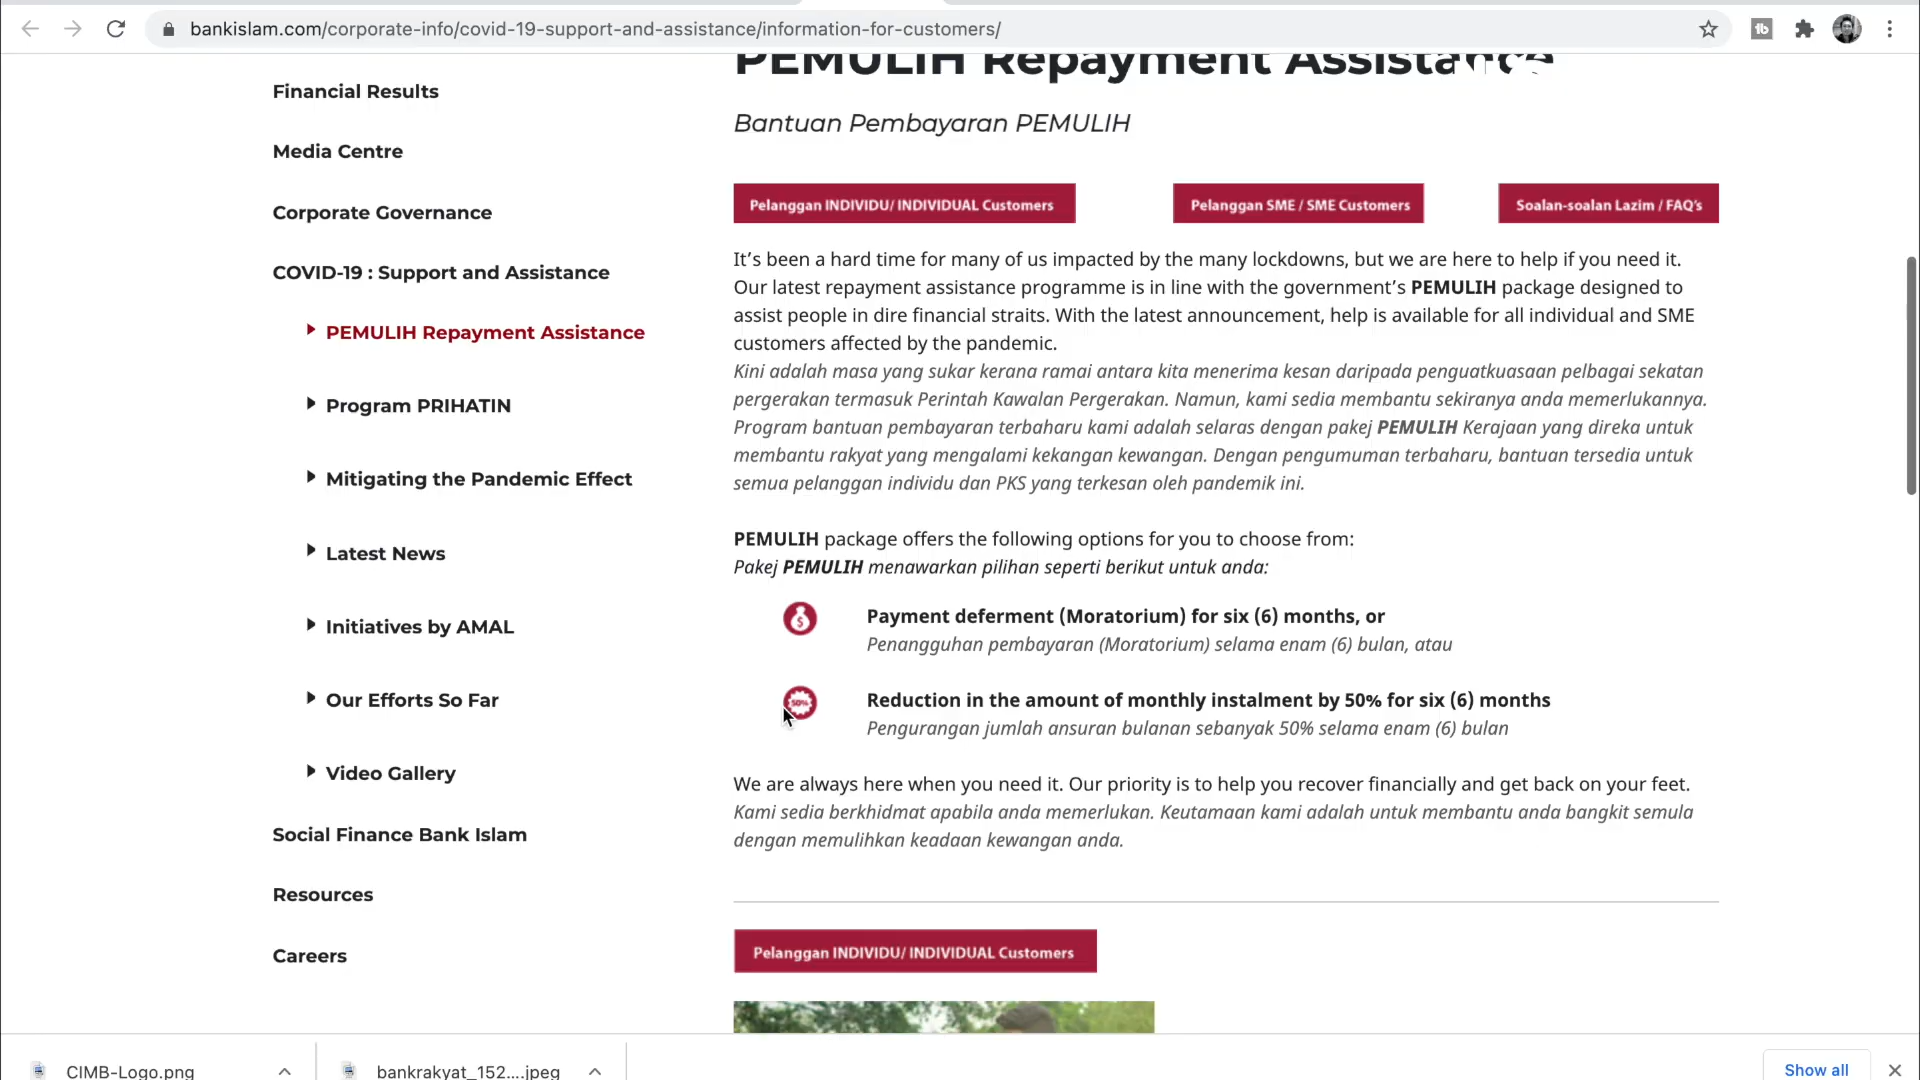 bankislam.com/corporate-info/covid-19-support-and-assistance/information-for-customers/
Financial Results
Media Centre
Corporate Governance
COVID-19 : Support and Assistance
PEMULIH Repayment Assistance
Program PRIHATIN
Mitigating the Pandemic Effect
Latest News
Initiatives by AMAL
Our Efforts So Far
Video Gallery
Social Finance Bank Islam
Resources
Careers
PEMULIH Repayment Assistance
Bantuan Pembayaran PEMULIH
Pelanggan INDIVIDU/ INDIVIDUAL Customers
Pelanggan SME / SME Customers
Soalan-soalan Lazim / FAQ's
It’s been a hard time for many of us impacted by the many lockdowns, but we are here to help if you need it.
Our latest repayment assistance programme is in line with the government’s PEMULIH package designed to
assist people in dire financial straits. With the latest announcement, help is available for all individual and SME
customers affected by the pandemic.
Kini adalah masa yang sukar kerana ramai antara kita menerima kesan daripada penguatkuasaan pelbagai sekatan
pergerakan termasuk Perintah Kawalan Pergerakan. Namun, kami sedia membantu sekiranya anda memerlukannya.
Program bantuan pembayaran terbaharu kami adalah selaras dengan pakej PEMULIH Kerajaan yang direka untuk
membantu rakyat yang mengalami kekangan kewangan. Dengan pengumuman terbaharu, bantuan tersedia untuk
semua pelanggan individu dan PKS yang terkesan oleh pandemik ini.
PEMULIH package offers the following options for you to choose from:
Pakej PEMULIH menawarkan pilihan seperti berikut untuk anda:
Payment deferment (Moratorium) for six (6) months, or
Penangguhan pembayaran (Moratorium) selama enam (6) bulan, atau
50%
Reduction in the amount of monthly instalment by 50% for six (6) months
Pengurangan jumlah ansuran bulanan sebanyak 50% selama enam (6) bulan
We are always here when you need it. Our priority is to help you recover financially and get back on your feet.
Kami sedia berkhidmat apabila anda memerlukan. Keutamaan kami adalah untuk membantu anda bangkit semula
dengan memulihkan keadaan kewangan anda.
Pelanggan INDIVIDU/ INDIVIDUAL Customers
CIMB-Logo.png
bankrakyat_152....jpeg
Show all